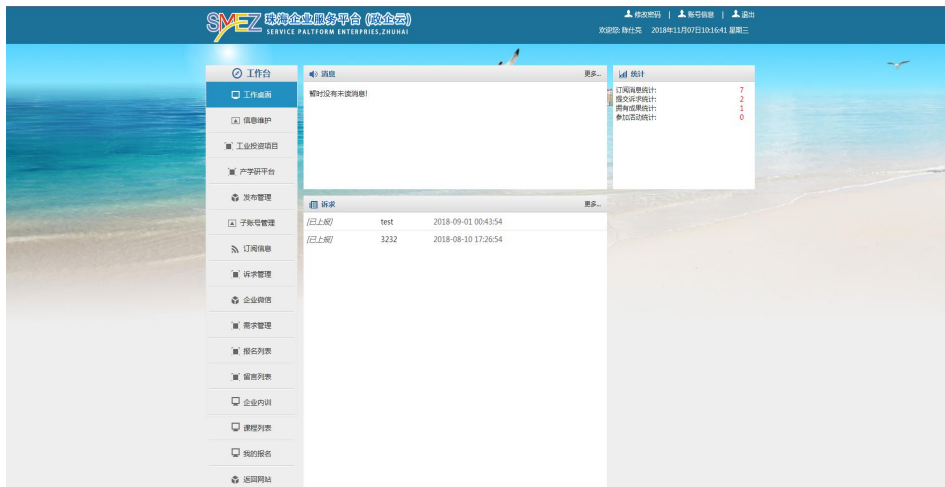 SMEZ 珠海企业服务平台 (政企云)
SERVICE PALTFORM ENTERPRIES,ZHUHAI
修改密码 | 账号信息 | 退出
欢迎您: 陈仕亮 2018年11月07日10:16:41 星期三
工作台
工作桌面
信息维护
工业投资项目
产学研平台
发布管理
子账号管理
订阅信息
诉求管理
企业微信
需求管理
报名列表
留言列表
企业内训
课程列表
我的报名
返回网站
消息 更多...
暂时没有未读消息!
统计
订阅消息统计: 7
提交诉求统计: 2
拥有成果统计: 1
参加活动统计: 0
诉求 更多...
[已上报] test 2018-09-01 00:43:54
[已上报] 3232 2018-08-10 17:26:54